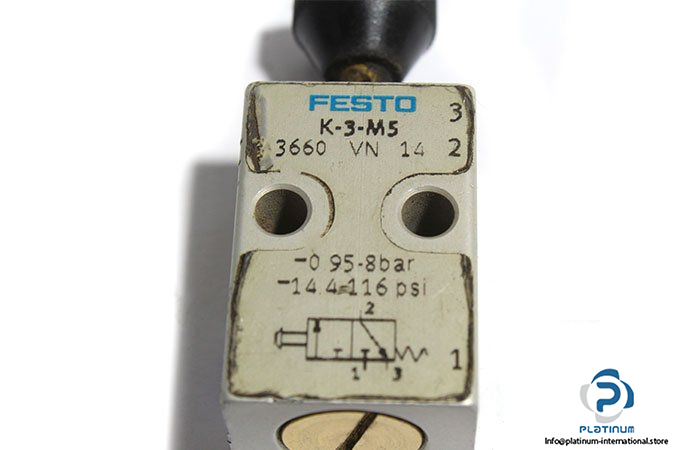 FESTO
3
K-3-M5
3660 VN 14 2
-0.95-8bar
-14.4-116 psi
2
1
1 3
PLATINUM
Info@platinum-international.store